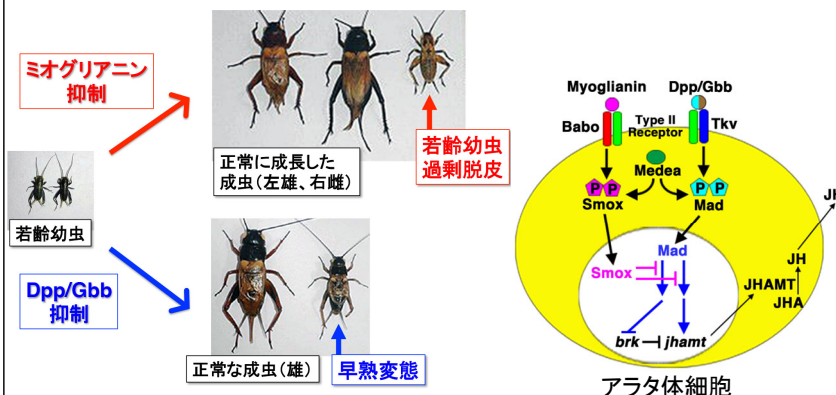 ミオグリアニン
抑制
若齢幼虫
Dpp/Gbb
抑制
正常に成長した
成虫(左雄、右雌)
若齢幼虫
過剰脱皮
正常な成虫(雄)
早熟変態
Myoglianin
Dpp/Gbb
Babo
Type II
Receptor
Tkv
Medea
P P
P P
Smox
Mad
Mad
Smox
brk
jhamt
JHAMT
JH
JHA
アラタ体細胞